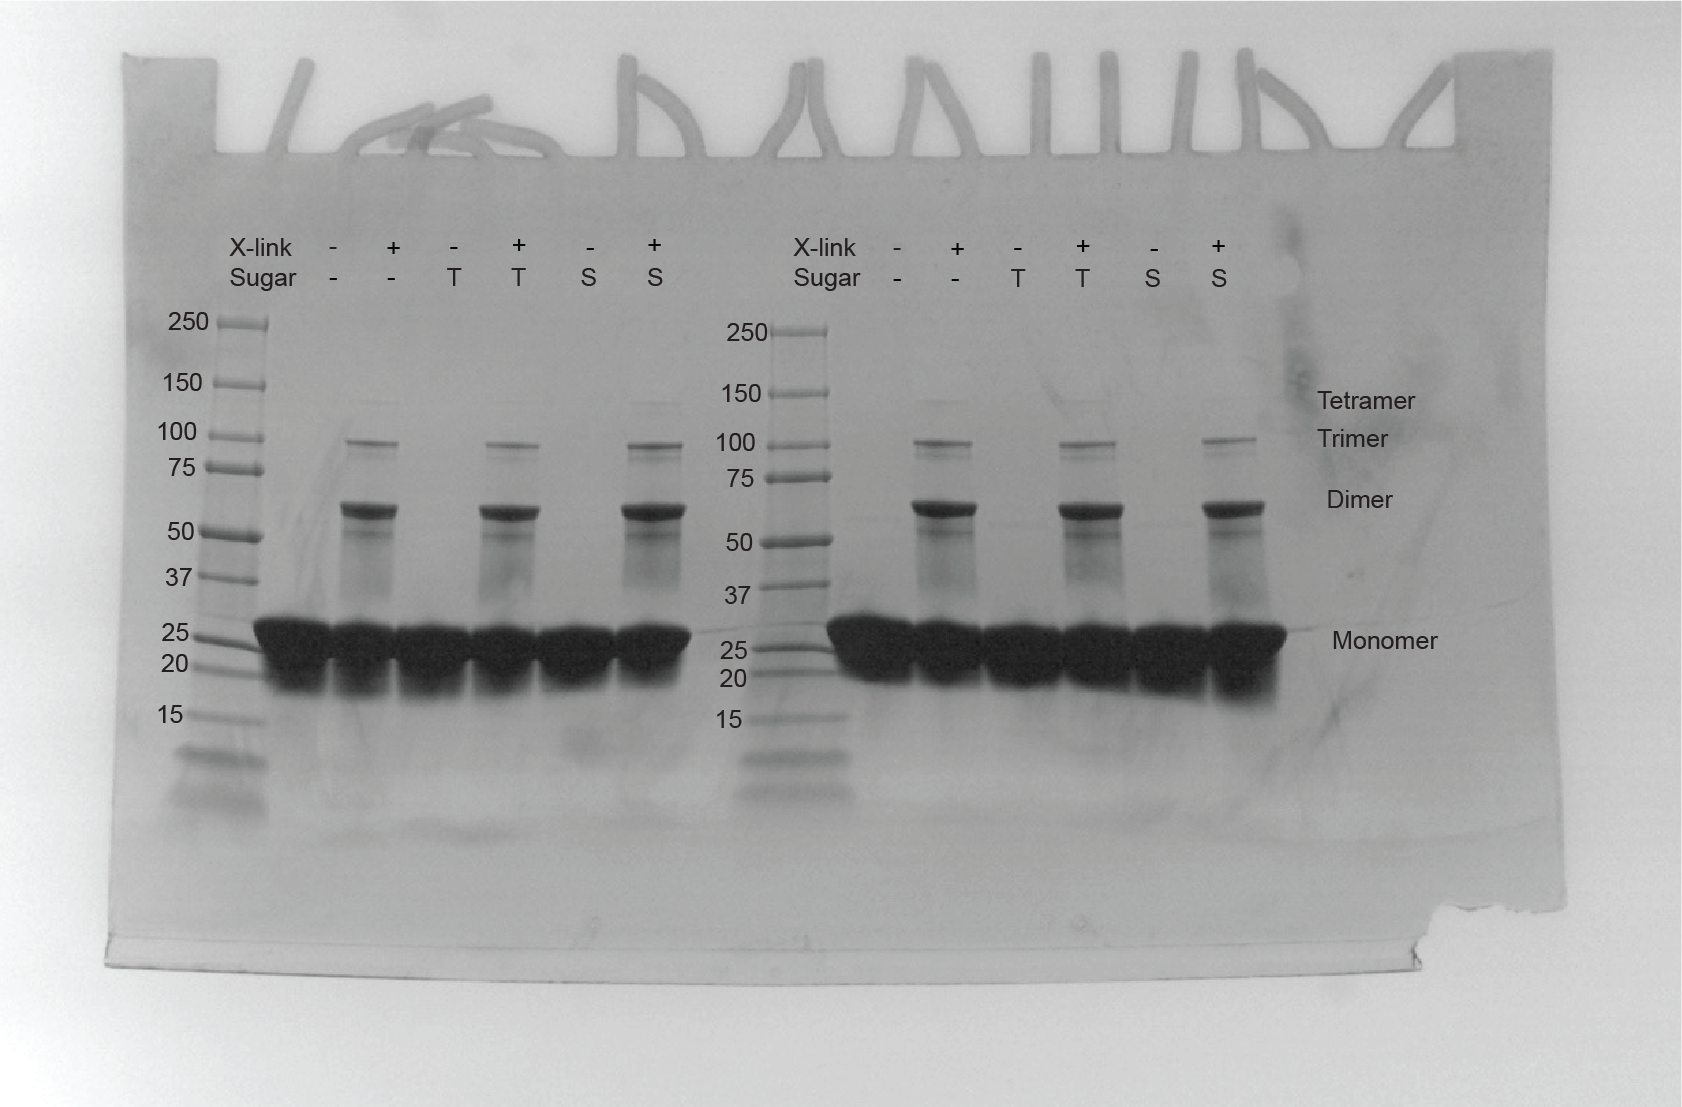 X-link - + - + - +
Sugar - - T T S S
X-link - + - + - +
Sugar - - T T S S
250
150
100
75
50
37
25
20
15
250
150
100
75
50
37
25
20
15
Tetramer
Trimer
Dimer
Monomer